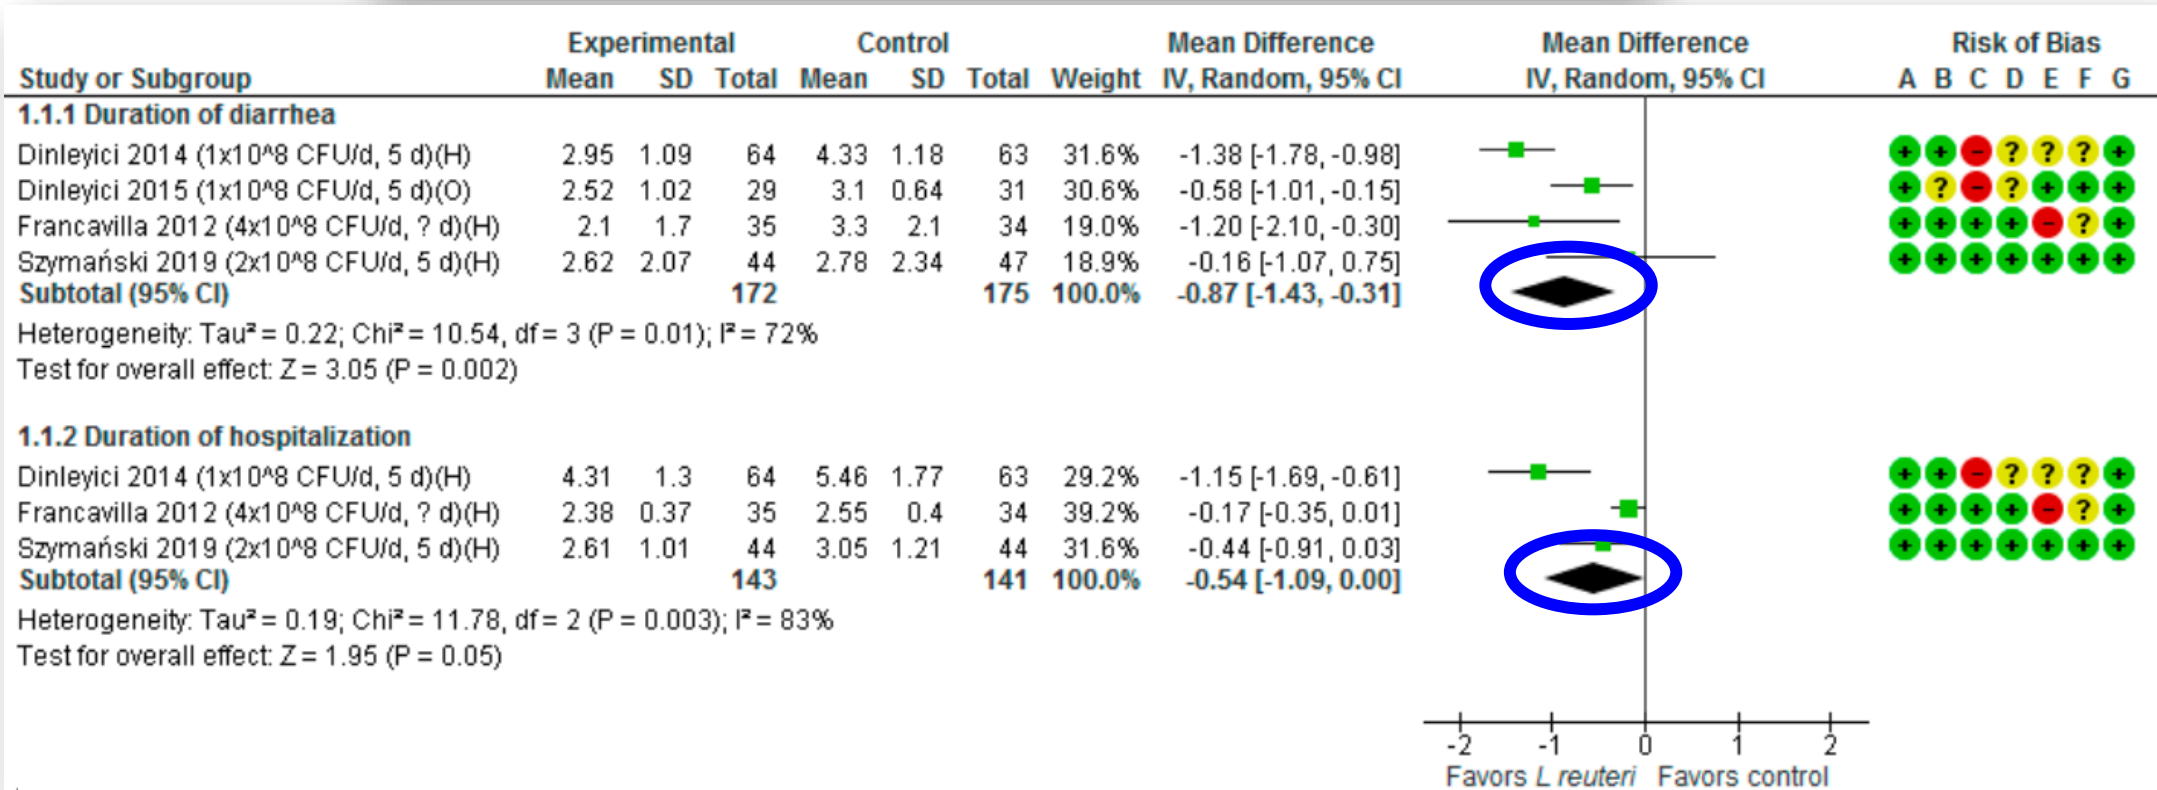 Experimental Control Mean Difference Mean Difference Risk of Bias
Study or Subgroup Mean SD Total Mean SD Total Weight IV, Random, 95% CI IV, Random, 95% CI A B C D E F G
1.1.1 Duration of diarrhea
Dinleyici 2014 (1x10^8 CFU/d, 5 d)(H) 2.95 1.09 64 4.33 1.18 63 31.6% -1.38 [-1.78, -0.98] + + - ? ? ? +
Dinleyici 2015 (1x10^8 CFU/d, 5 d)(O) 2.52 1.02 29 3.1 0.64 31 30.6% -0.58 [-1.01, -0.15] + ? - ? + + +
Francavilla 2012 (4x10^8 CFU/d, ? d)(H) 2.1 1.7 35 3.3 2.1 34 19.0% -1.20 [-2.10, -0.30] + + + + - ? +
Szymański 2019 (2x10^8 CFU/d, 5 d)(H) 2.62 2.07 44 2.78 2.34 47 18.9% -0.16 [-1.07, 0.75] + + + + + + +
Subtotal (95% CI) 172 175 100.0% -0.87 [-1.43, -0.31]
Heterogeneity: Tau² = 0.22; Chi² = 10.54, df = 3 (P = 0.01); I² = 72%
Test for overall effect: Z = 3.05 (P = 0.002)
1.1.2 Duration of hospitalization
Dinleyici 2014 (1x10^8 CFU/d, 5 d)(H) 4.31 1.3 64 5.46 1.77 63 29.2% -1.15 [-1.69, -0.61] + + - ? ? ? +
Francavilla 2012 (4x10^8 CFU/d, ? d)(H) 2.38 0.37 35 2.55 0.4 34 39.2% -0.17 [-0.35, 0.01] + + + + - ? +
Szymański 2019 (2x10^8 CFU/d, 5 d)(H) 2.61 1.01 44 3.05 1.21 44 31.6% -0.44 [-0.91, 0.03] + + + + + + +
Subtotal (95% CI) 143 141 100.0% -0.54 [-1.09, 0.00]
Heterogeneity: Tau² = 0.19; Chi² = 11.78, df = 2 (P = 0.003); I² = 83%
Test for overall effect: Z = 1.95 (P = 0.05)
-2 -1 0 1 2
Favors L reuteri Favors control